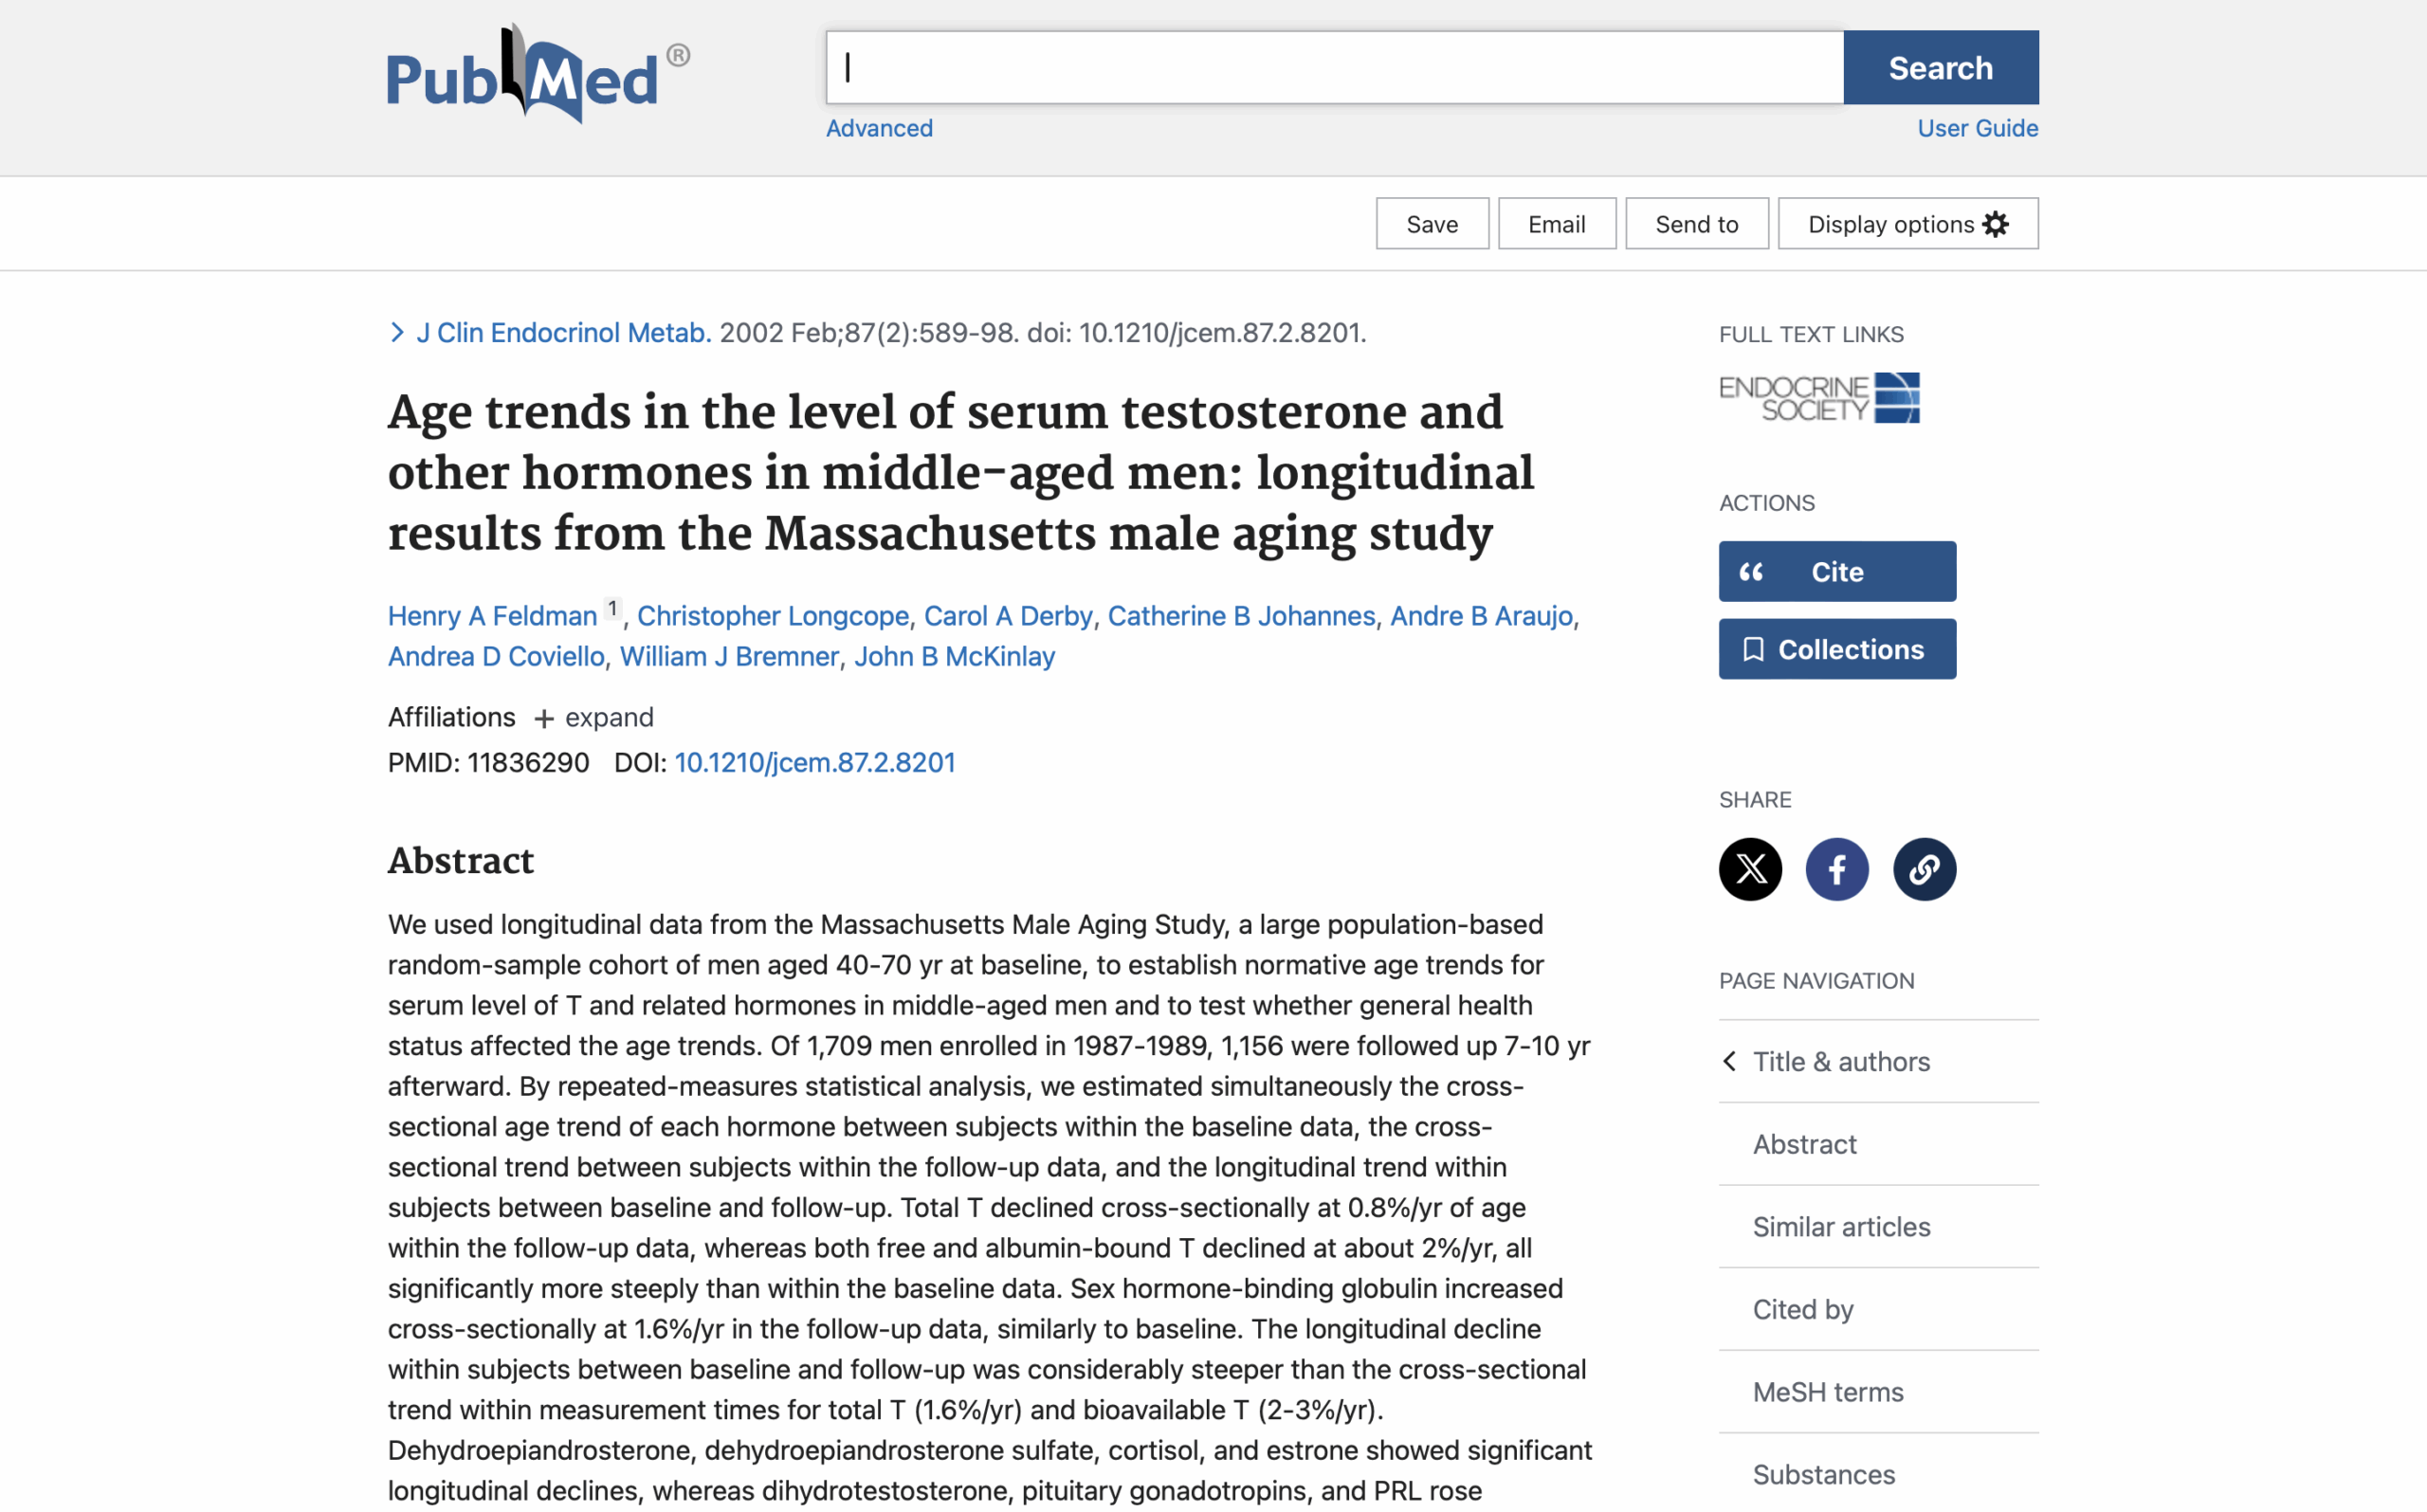 PubMed®
Search
Advanced
User Guide
Save
Email
Send to
Display options
J Clin Endocrinol Metab. 2002 Feb;87(2):589-98. doi: 10.1210/jcem.87.2.8201.
Age trends in the level of serum testosterone and
other hormones in middle-aged men: longitudinal
results from the Massachusetts male aging study
Henry A Feldman 1, Christopher Longcope, Carol A Derby, Catherine B Johannes, Andre B Araujo,
Andrea D Coviello, William J Bremner, John B McKinlay
Affiliations + expand
PMID: 11836290 DOI: 10.1210/jcem.87.2.8201
Abstract
We used longitudinal data from the Massachusetts Male Aging Study, a large population-based
random-sample cohort of men aged 40-70 yr at baseline, to establish normative age trends for
serum level of T and related hormones in middle-aged men and to test whether general health
status affected the age trends. Of 1,709 men enrolled in 1987-1989, 1,156 were followed up 7-10 yr
afterward. By repeated-measures statistical analysis, we estimated simultaneously the cross-
sectional age trend of each hormone between subjects within the baseline data, the cross-
sectional trend between subjects within the follow-up data, and the longitudinal trend within
subjects between baseline and follow-up. Total T declined cross-sectionally at 0.8%/yr of age
within the follow-up data, whereas both free and albumin-bound T declined at about 2%/yr, all
significantly more steeply than within the baseline data. Sex hormone-binding globulin increased
cross-sectionally at 1.6%/yr in the follow-up data, similarly to baseline. The longitudinal decline
within subjects between baseline and follow-up was considerably steeper than the cross-sectional
trend within measurement times for total T (1.6%/yr) and bioavailable T (2-3%/yr).
Dehydroepiandrosterone, dehydroepiandrosterone sulfate, cortisol, and estrone showed significant
longitudinal declines, whereas dihydrotestosterone, pituitary gonadotropins, and PRL rose
FULL TEXT LINKS
ENDOCRINE
SOCIETY
ACTIONS
Cite
Collections
SHARE
PAGE NAVIGATION
Title & authors
Abstract
Similar articles
Cited by
MeSH terms
Substances